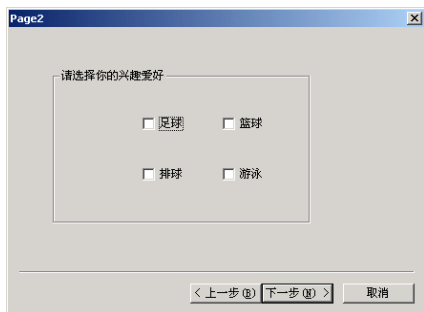 Page2
请选择你的兴趣爱好
足球 篮球
排球 游泳
< 上一步(B) 下一步(N) > 取消